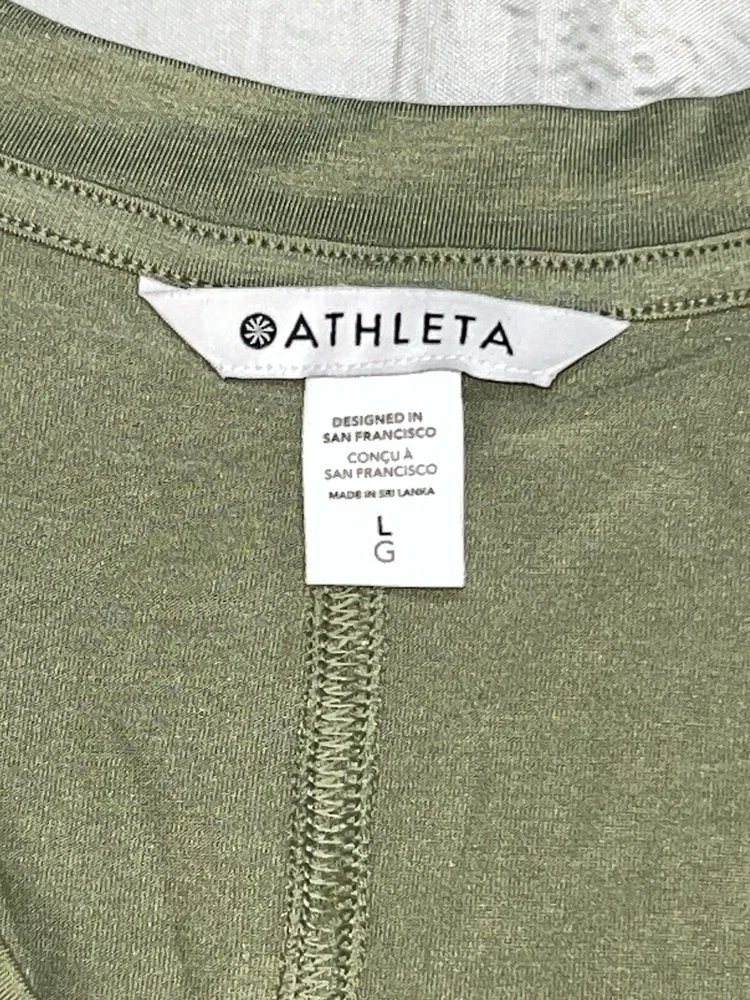 ATHLETA
DESIGNED IN
SAN FRANCISCO
CONÇU À
SAN FRANCISCO
MADE IN SRI LANKA
L
G